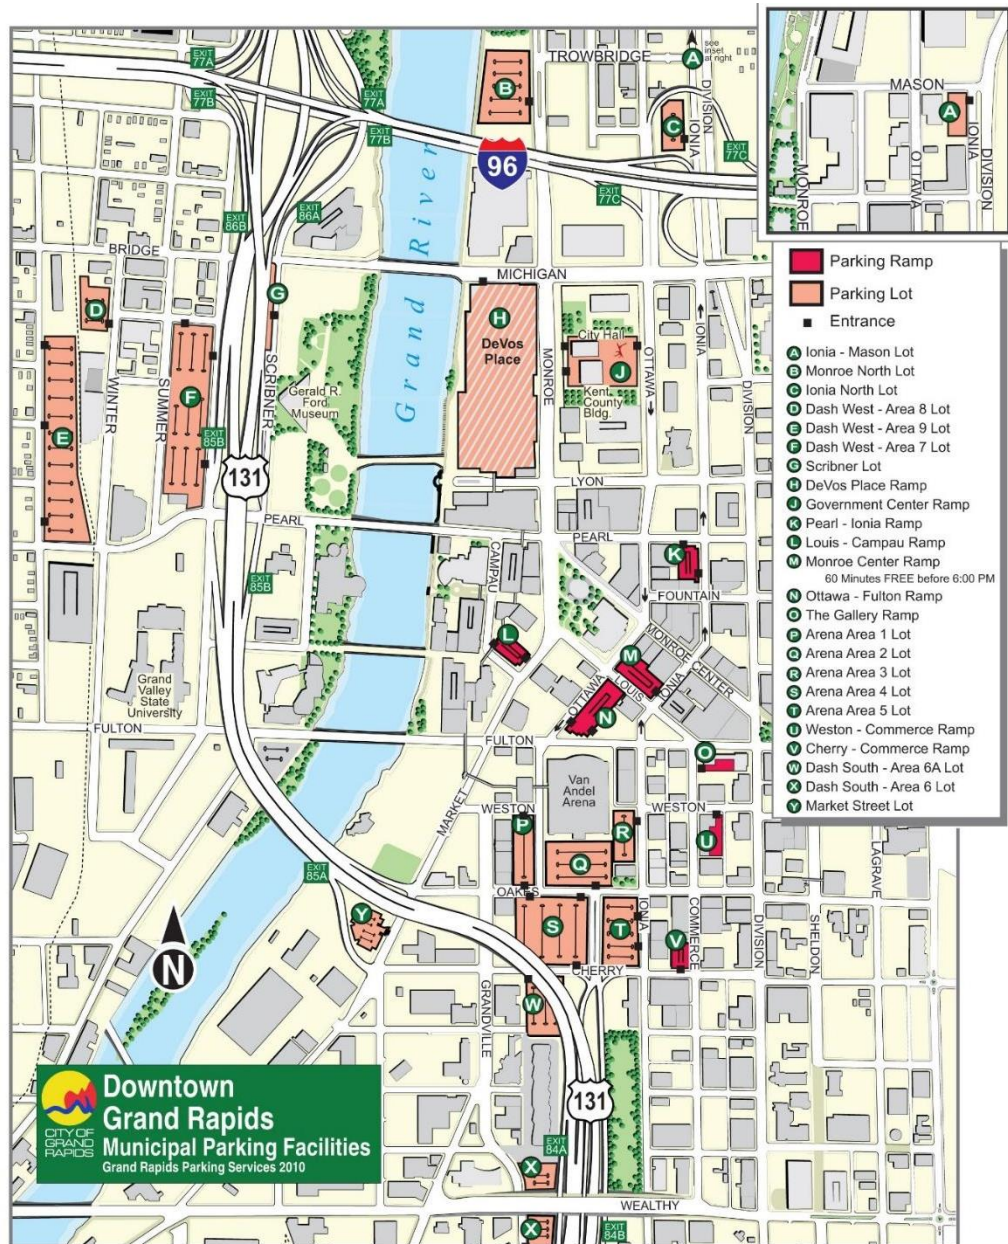 EXIT
77A
EXIT
77B
EXIT
77A
EXIT
77B
B
TROWBRIDGE
see
inset
at right
A
C
DIVISION
IONIA
EXIT
77C
96
EXIT
77C
MASON
A
IONIA
OTTAWA
DIVISION
MONROE
EXIT
86B
EXIT
86A
Grand River
BRIDGE
MICHIGAN
D
G
H
DeVos
Place
City Hall
J
Kent
County
Bldg.
MONROE
OTTAWA
IONIA
DIVISION
E
WINTER
SUMMER
F
SCRIBNER
Gerald R.
Ford
Museum
EXIT
85B
131
LYON
PEARL
PEARL
CAMPAU
K
FOUNTAIN
EXIT
85B
L
M
MONROE CENTER
LOUIS
IONIA
OTTAWA
N
Grand
Valley
State
University
FULTON
FULTON
O
Van
Andel
Arena
MARKET
WESTON
P
R
WESTON
U
Q
EXIT
85A
OAKES
Y
S
T
IONIA
COMMERCE
V
DIVISION
SHELDON
LAGRAVE
CHERRY
N
W
GRANDVILLE
131
EXIT
84A
X
WEALTHY
X
EXIT
84B
Parking Ramp
Parking Lot
Entrance
A Ionia - Mason Lot
B Monroe North Lot
C Ionia North Lot
D Dash West - Area 8 Lot
E Dash West - Area 9 Lot
F Dash West - Area 7 Lot
G Scribner Lot
H DeVos Place Ramp
J Government Center Ramp
K Pearl - Ionia Ramp
L Louis - Campau Ramp
M Monroe Center Ramp
60 Minutes FREE before 6:00 PM
N Ottawa - Fulton Ramp
O The Gallery Ramp
P Arena Area 1 Lot
Q Arena Area 2 Lot
R Arena Area 3 Lot
S Arena Area 4 Lot
T Arena Area 5 Lot
U Weston - Commerce Ramp
V Cherry - Commerce Ramp
W Dash South - Area 6A Lot
X Dash South - Area 6 Lot
Y Market Street Lot
CITY OF
GRAND
RAPIDS
Downtown
Grand Rapids
Municipal Parking Facilities
Grand Rapids Parking Services 2010